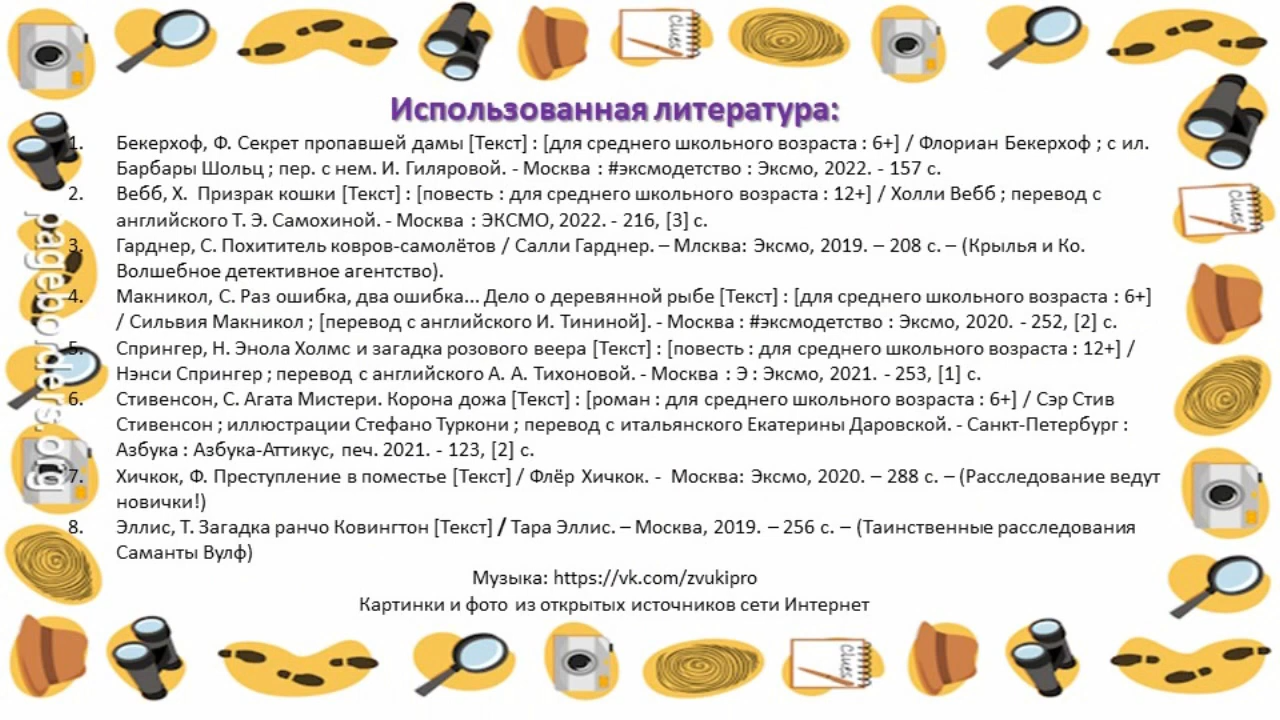 Использованная литература:
1. Бекерхоф, Ф. Секрет пропавшей дамы [Текст] : [для среднего школьного возраста : 6+] / Флориан Бекерхоф ; с ил.
Барбары Шольц ; пер. с нем. И. Гиляровой. - Москва : #эксмодетство : Эксмо, 2022. - 157 с.
2. Вебб, Х. Призрак кошки [Текст] : [повесть : для среднего школьного возраста : 12+] / Холли Вебб ; перевод с
английского Т. Э. Самохиной. - Москва : ЭКСМО, 2022. - 216, [3] с.
3. Гарднер, С. Похититель ковров-самолётов / Салли Гарднер. – Млсква: Эксмо, 2019. – 208 с. – (Крылья и Ко.
Волшебное детективное агентство).
4. Макникол, С. Раз ошибка, два ошибка... Дело о деревянной рыбе [Текст] : [для среднего школьного возраста : 6+]
/ Сильвия Макникол ; [перевод с английского И. Тининой]. - Москва : #эксмодетство : Эксмо, 2020. - 252, [2] с.
5. Спрингер, Н. Энола Холмс и загадка розового веера [Текст] : [повесть : для среднего школьного возраста : 12+] /
Нэнси Спрингер ; перевод с английского А. А. Тихоновой. - Москва : Э : Эксмо, 2021. - 253, [1] с.
6. Стивенсон, С. Агата Мистери. Корона дожа [Текст] : [роман : для среднего школьного возраста : 6+] / Сэр Стив
Стивенсон ; иллюстрации Стефано Туркони ; перевод с итальянского Екатерины Даровской. - Санкт-Петербург :
Азбука : Азбука-Аттикус, печ. 2021. - 123, [2] с.
7. Хичкок, Ф. Преступление в поместье [Текст] / Флёр Хичкок. - Москва: Эксмо, 2020. – 288 с. – (Расследование ведут
новички!)
8. Эллис, Т. Загадка ранчо Ковингтон [Текст] / Тара Эллис. – Москва, 2019. – 256 с. – (Таинственные расследования
Саманты Вулф)
Музыка: https://vk.com/zvukipro
Картинки и фото из открытых источников сети Интернет
pageborders.org
Clues
Clues
Clues